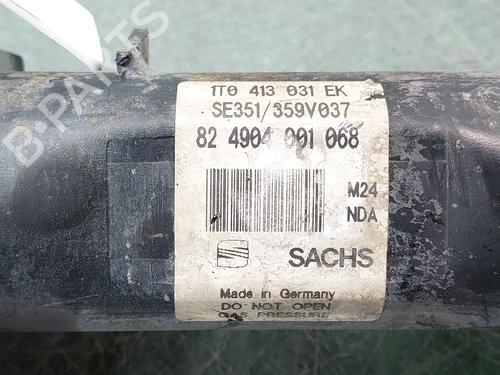 B-PARTS
1T0 413 031 EK
SE351/359V037
82 4904 001 068
M24
NDA
SACHS
Made in Germany
DO NOT OPEN
GAS PRESSURE